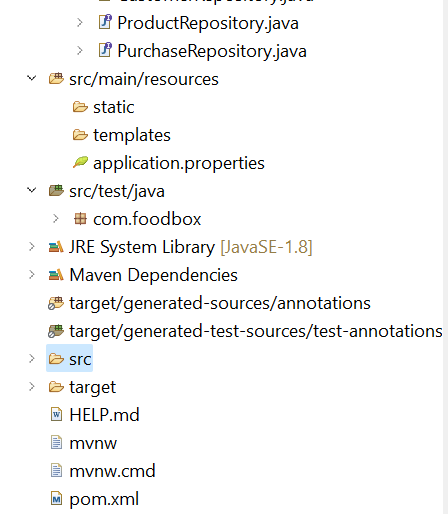 CustomerRepository.java
ProductRepository.java
PurchaseRepository.java
src/main/resources
static
templates
application.properties
src/test/java
com.foodbox
JRE System Library [JavaSE-1.8]
Maven Dependencies
target/generated-sources/annotations
target/generated-test-sources/test-annotations
src
target
HELP.md
mvnw
mvnw.cmd
pom.xml